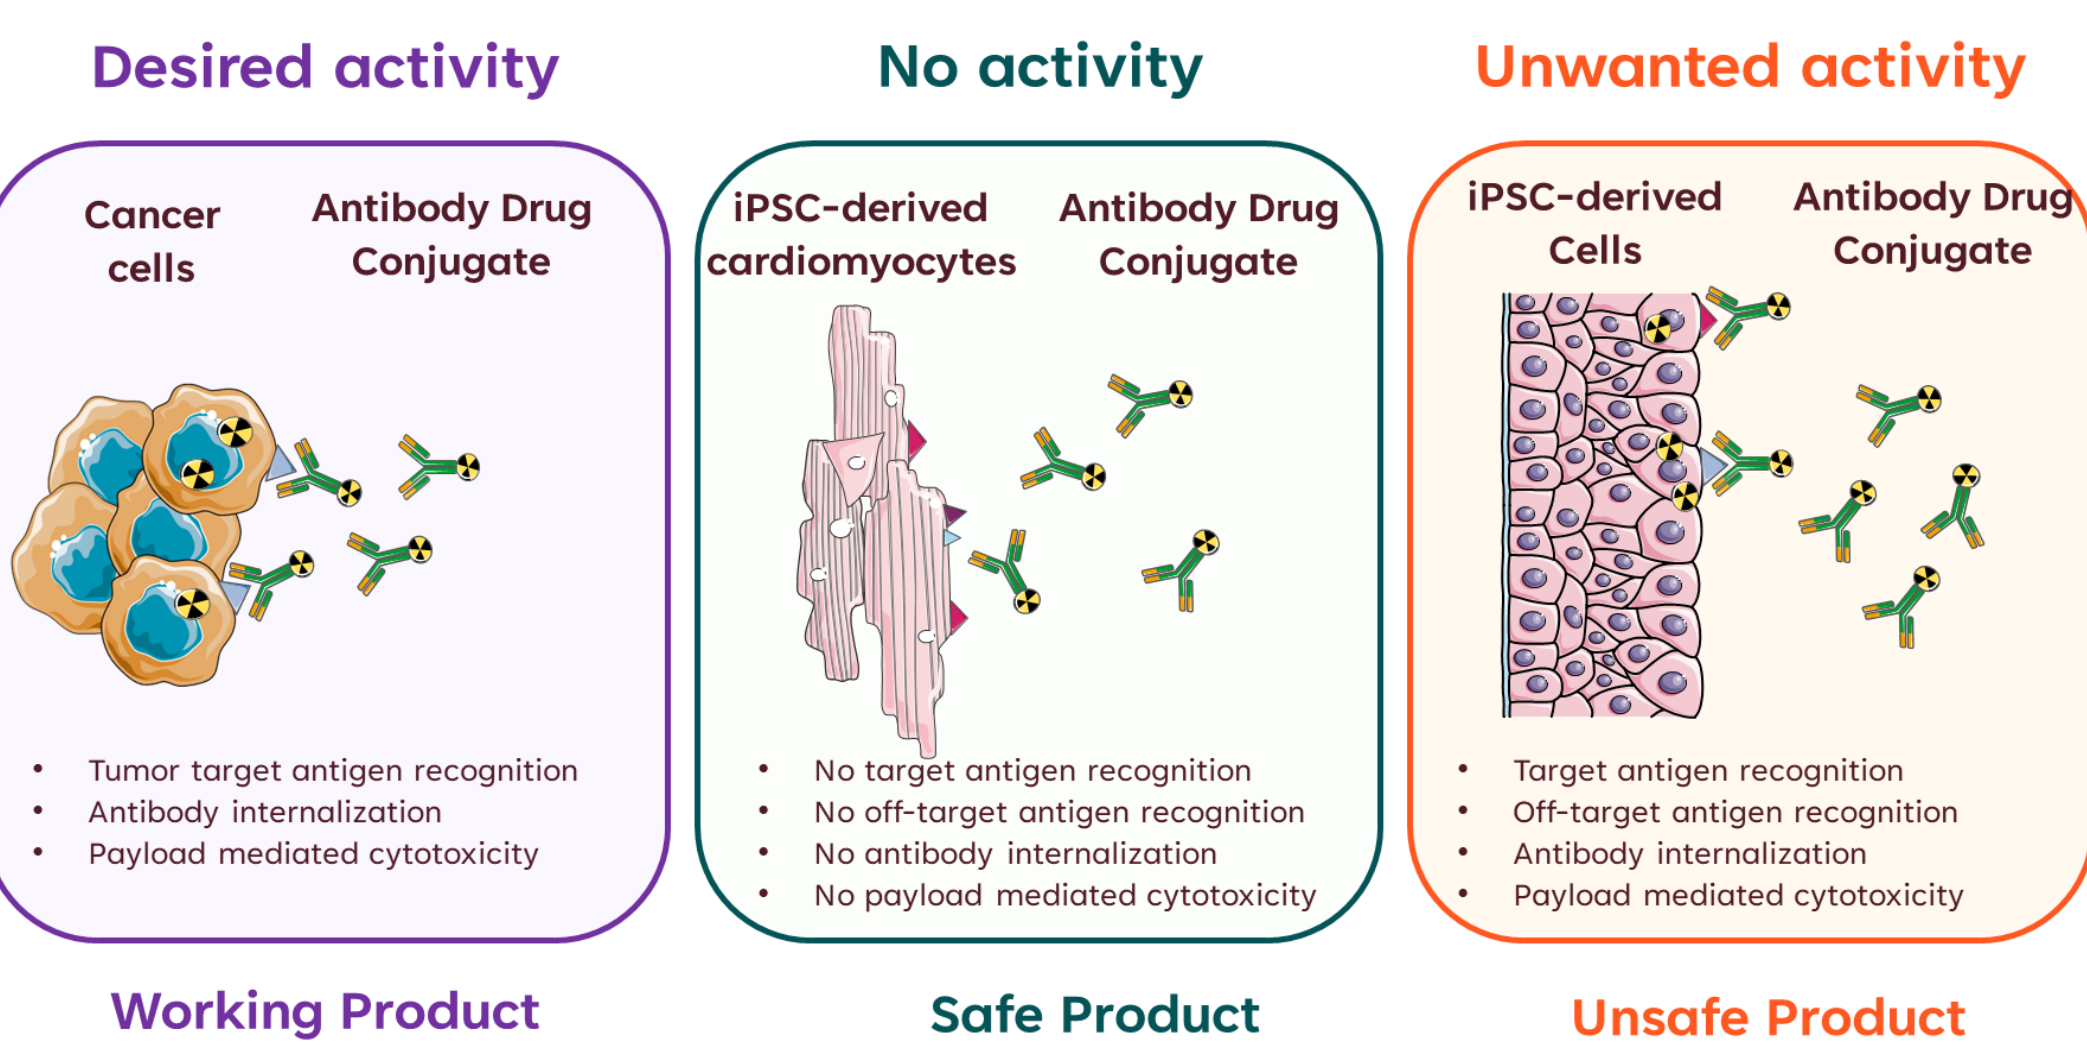 Desired activity
No activity
Unwanted activity
Cancer
cells
Antibody Drug
Conjugate
• Tumor target antigen recognition
• Antibody internalization
• Payload mediated cytotoxicity
Working Product
iPSC-derived
cardiomyocytes
Antibody Drug
Conjugate
• No target antigen recognition
• No off-target antigen recognition
• No antibody internalization
• No payload mediated cytotoxicity
Safe Product
iPSC-derived
Cells
Antibody Drug
Conjugate
• Target antigen recognition
• Off-target antigen recognition
• Antibody internalization
• Payload mediated cytotoxicity
Unsafe Product